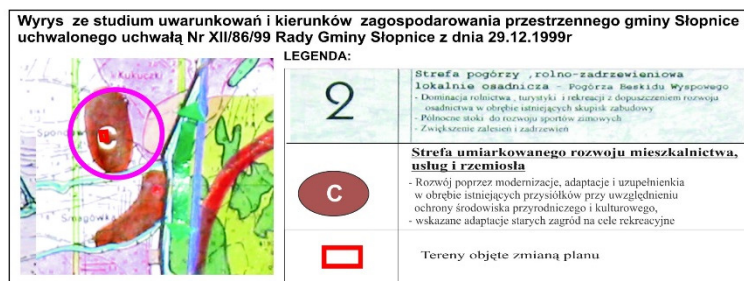 Wyrys ze studium uwarunkowań i kierunków zagospodarowania przestrzennego gminy Słopnice
uchwalonego uchwałą Nr XII/86/99 Rady Gminy Słopnice z dnia 29.12.1999r
LEGENDA:
Kukuczki
C
2
Strefa pogórzy ,rolno-zadrzewieniowa
lokalnie osadnicza - Pogórza Beskidu Wyspowego
- Dominacja rolnictwa , turystyki i rekreacji z dopuszczeniem rozwoju
osadnictwa w obrębie istniejących skupisk zabudowy
- Północne stoki do rozwoju sportów zimowych
- Zwiększenie zalesień i zadrzewień
C
Strefa umiarkowanego rozwoju mieszkalnictwa,
usług i rzemiosła
- Rozwój poprzez modernizacje, adaptacje i uzupełnienkia
w obrębie istniejących przysiółków przy uwzględnieniu
ochrony środowiska przyrodniczego i kulturowego,
- wskazane adaptacje starych zagród na cele rekreacyjne
Tereny objęte zmianą planu